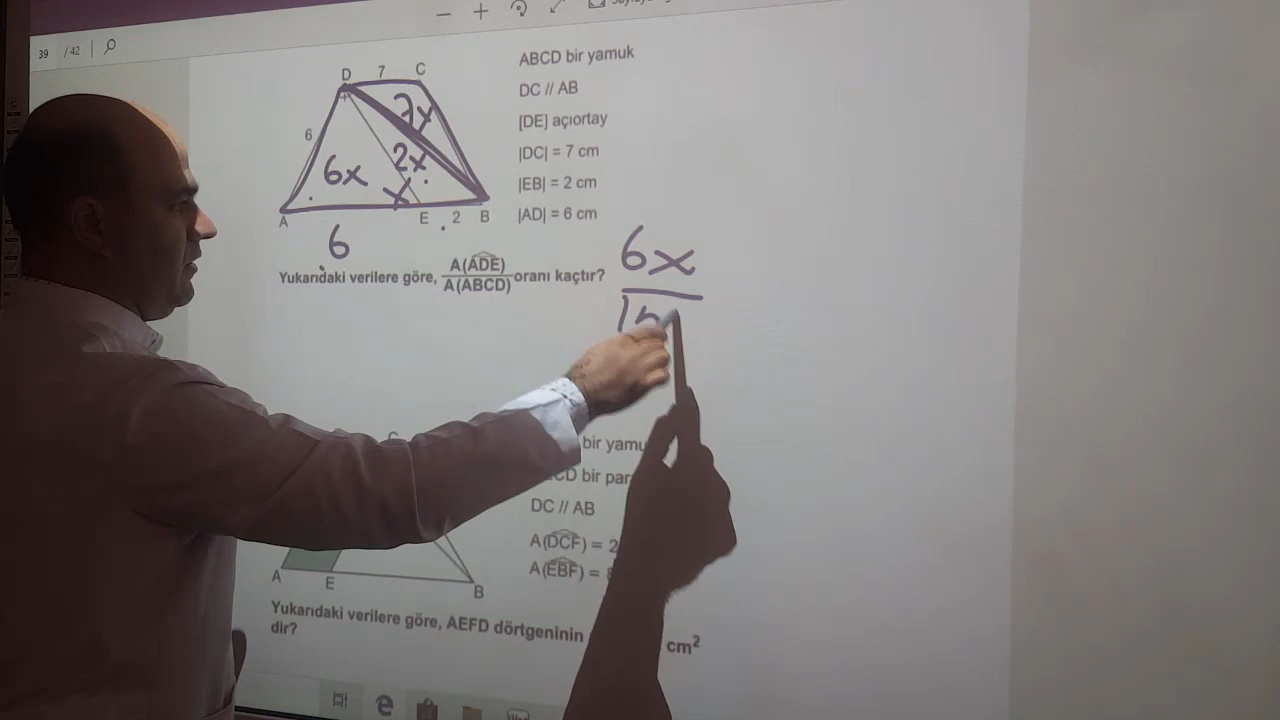 39 / 42
D 7 C
6
7x
2x
6x
x
A E 2 B
6
ABCD bir yamuk
DC // AB
[DE] açıortay
|DC| = 7 cm
|EB| = 2 cm
|AD| = 6 cm
Yukarıdaki verilere göre, A(ADE) / A(ABCD) oranı kaçtır?
6x
bir yamu
CD bir par
DC // AB
A(DCF) = 2
A(EBF) =
A E B
Yukarıdaki verilere göre, AEFD dörtgeninin cm²
dir?